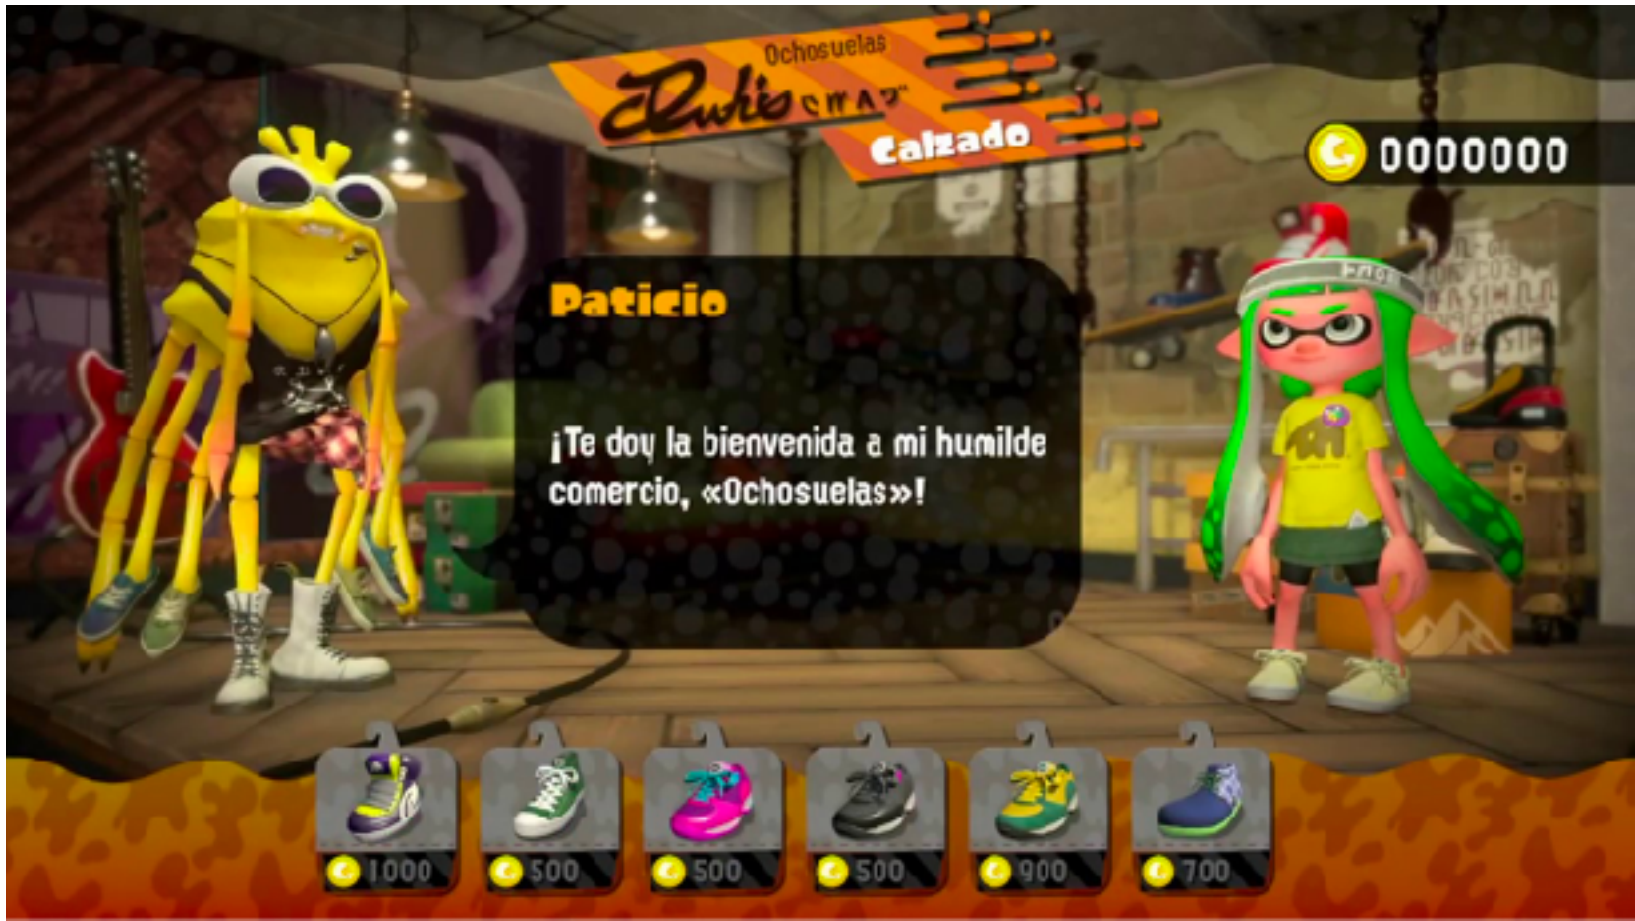 Ochosuelas
Calzado
0000000
Paticio
¡Te doy la bienvenida a mi humilde
comercio, «Ochosuelas»!
1000
500
500
500
900
700